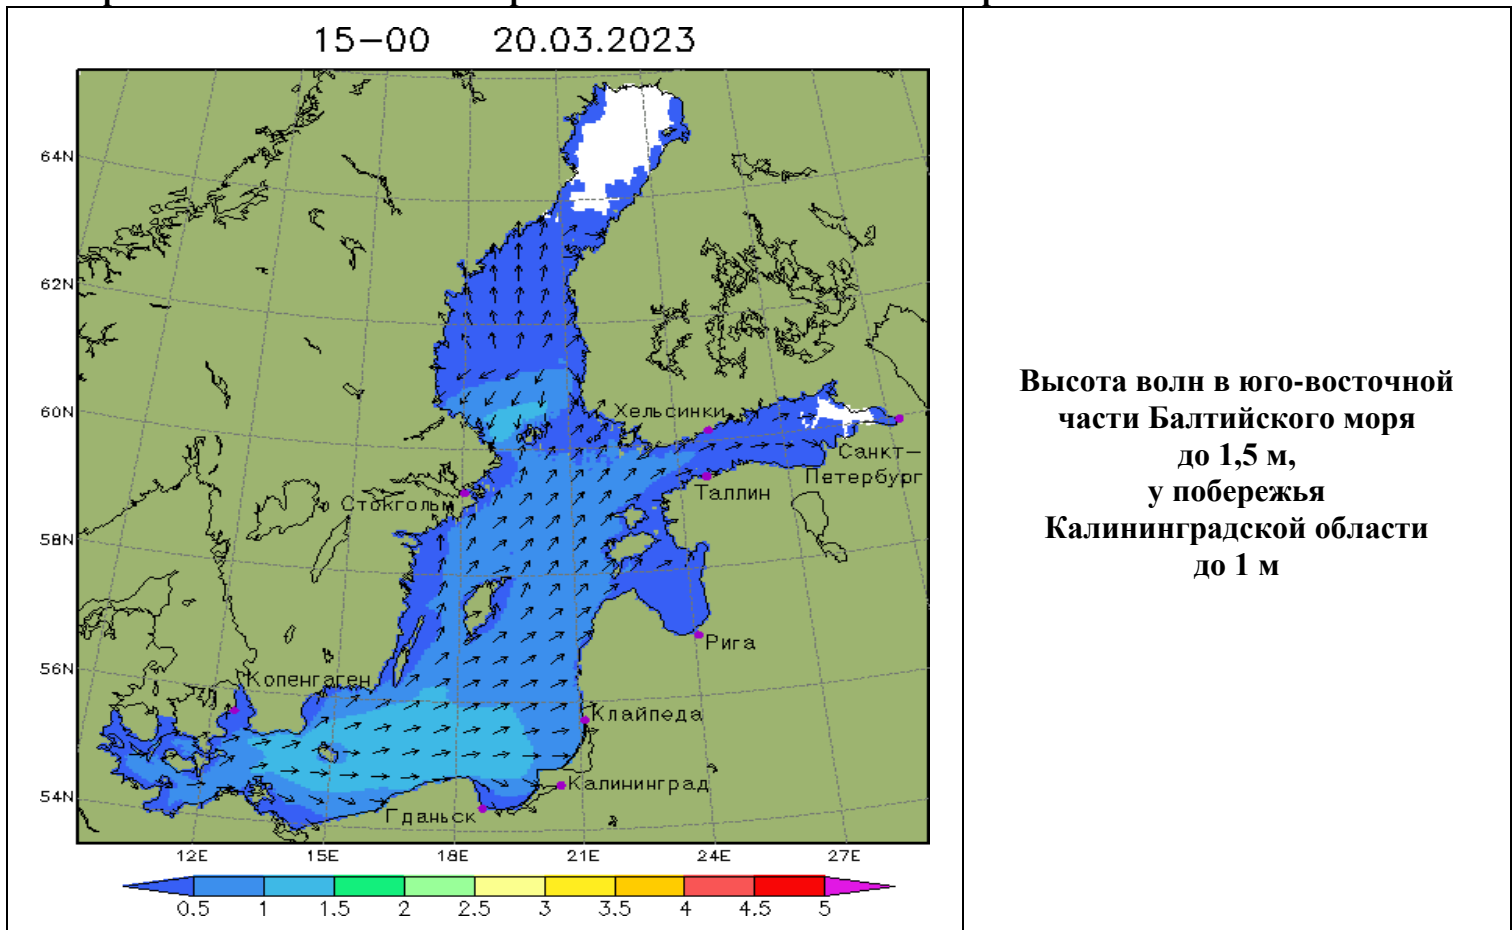 15-00 20.03.2023
64N
62N
60N
58N
56N
54N
Хельсинки
Санкт-
Петербург
Таллин
Стокгольм
Рига
Копенгаген
Клайпеда
Калининград
Гданьск
12E 15E 18E 21E 24E 27E
0.5 1 1.5 2 2.5 3 3.5 4 4.5 5
Высота волн в юго-восточной
части Балтийского моря
до 1,5 м,
у побережья
Калининградской области
до 1 м